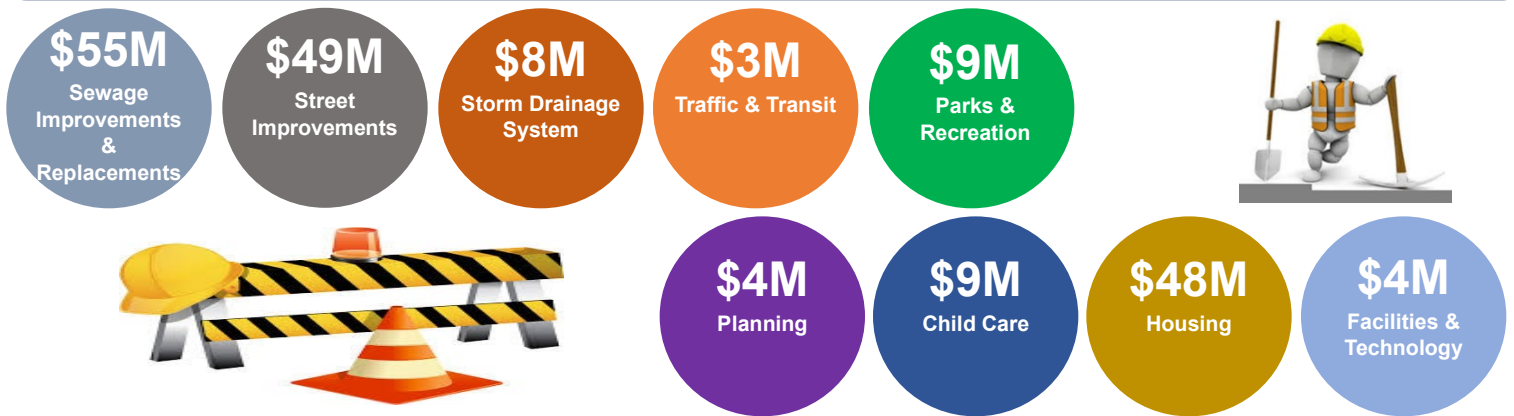 $55M
Sewage
Improvements
&
Replacements
$49M
Street
Improvements
$8M
Storm Drainage
System
$3M
Traffic & Transit
$9M
Parks &
Recreation
$4M
Planning
$9M
Child Care
$48M
Housing
$4M
Facilities &
Technology